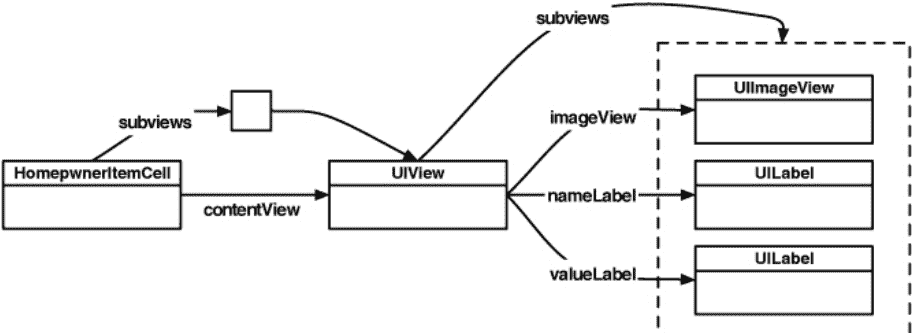 subviews
UIImageView
imageView
subviews
HomepwnerItemCell
UIView
UILabel
nameLabel
contentView
UILabel
valueLabel